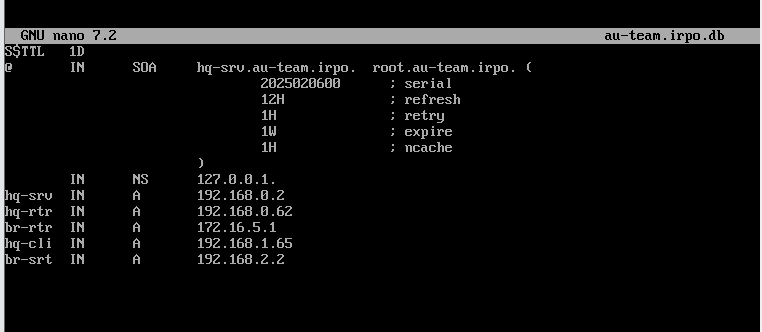 GNU nano 7.2 au-team.irpo.db
S$TTL 1D
@ IN SOA hq-srv.au-team.irpo. root.au-team.irpo. (
2025020600 ; serial
12H ; refresh
1H ; retry
1W ; expire
1H ; ncache
)
IN NS 127.0.0.1.
hq-srv IN A 192.168.0.2
hq-rtr IN A 192.168.0.62
br-rtr IN A 172.16.5.1
hq-cli IN A 192.168.1.65
br-srt IN A 192.168.2.2